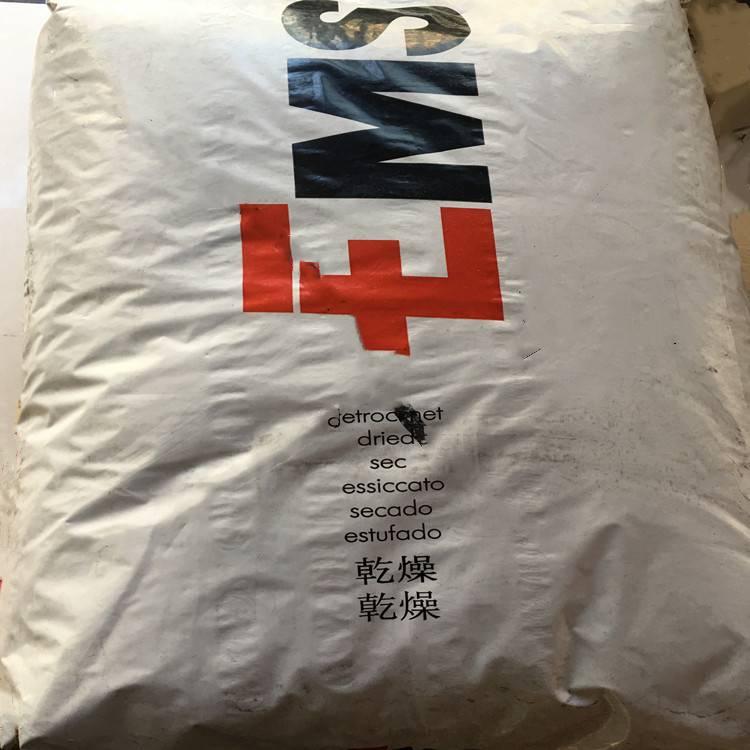 EMS
getrocknet
dried
sec
essiccato
secado
estufado
乾燥
乾燥